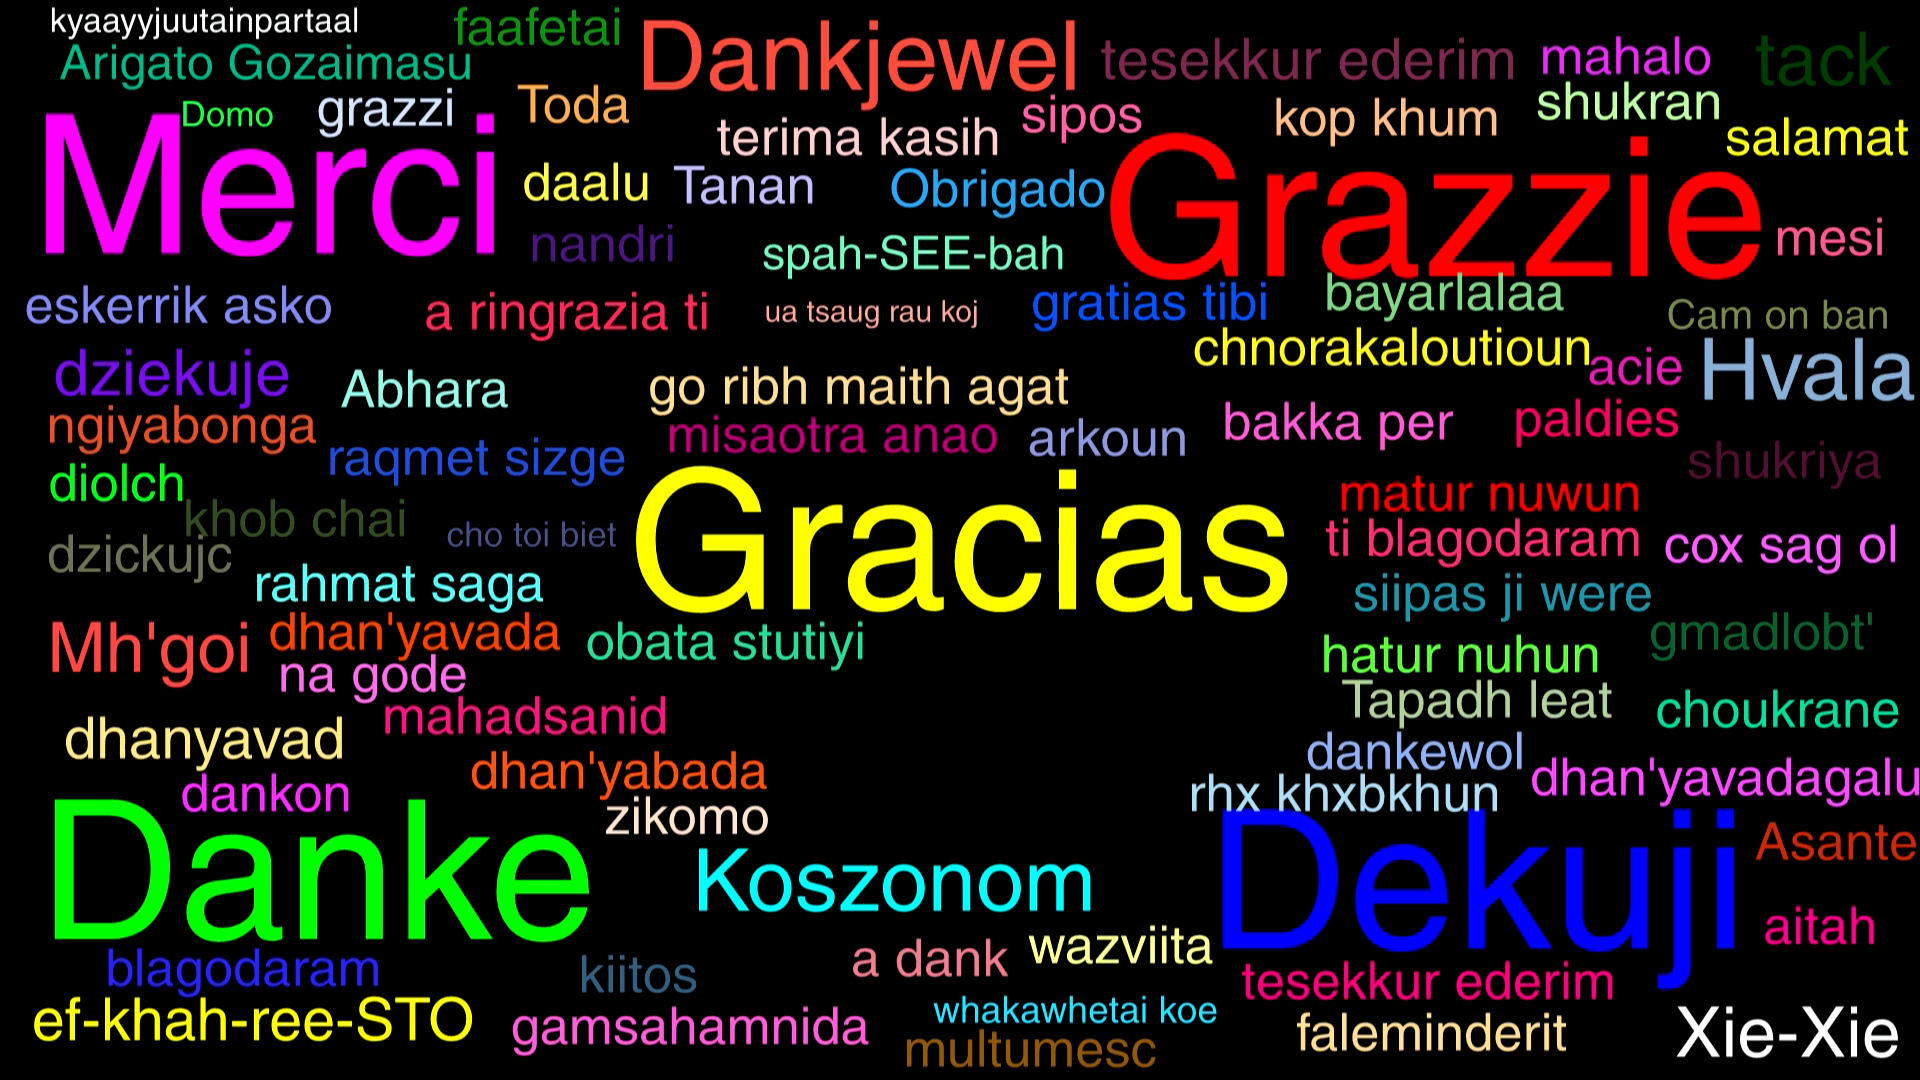 kyaayyjuutainpartaal
faafetai
Dankjewel
tesekkur ederim
mahalo
tack
Arigato Gozaimasu
Domo
grazzi
Toda
terima kasih
sipos
kop khum
shukran
salamat
Merci
daalu
Tanan
Obrigado
Grazzie
nandri
spah-SEE-bah
mesi
eskerrik asko
a ringrazia ti
ua tsaug rau koj
gratias tibi
bayarlalaa
Cam on ban
chnorakaloutioun
acie
Hvala
dziekuje
Abhara
go ribh maith agat
ngiyabonga
raqmet sizge
misaotra anao
arkoun
bakka per
paldies
shukriya
diolch
khob chai
cho toi biet
Gracias
matur nuwun
dzickujc
ti blagodaram
cox sag ol
rahmat saga
siipas ji were
Mh'goi
dhan'yavada
obata stutiyi
hatur nuhun
gmadlobt'
na gode
mahadsanid
Tapadh leat
choukrane
dhanyavad
dankewol
dankon
dhan'yabada
rhx khxbkhun
dhan'yavadagalu
zikomo
Danke
Koszonom
Dekuji
Asante
aitah
blagodaram
kiitos
a dank
wazviita
tesekkur ederim
ef-khah-ree-STO
gamsahamnida
whakawhetai koe
multumesc
faleminderit
Xie-Xie